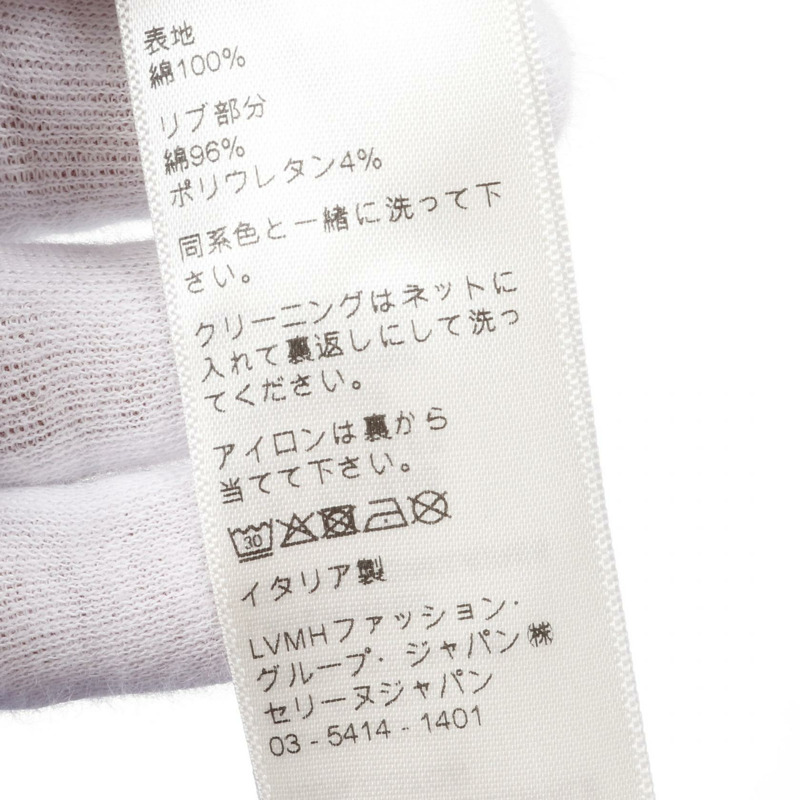 表地
綿100%
リブ部分
綿96%
ポリウレタン4%
同系色と一緒に洗って下
さい。
クリーニングはネットに
入れて裏返しにして洗っ
てください。
アイロンは裏から
当てて下さい。
30
イタリア製
LVMHファッション·
グループ· ジャパン㈱
セリーヌジャパン
03 - 5414 - 1401